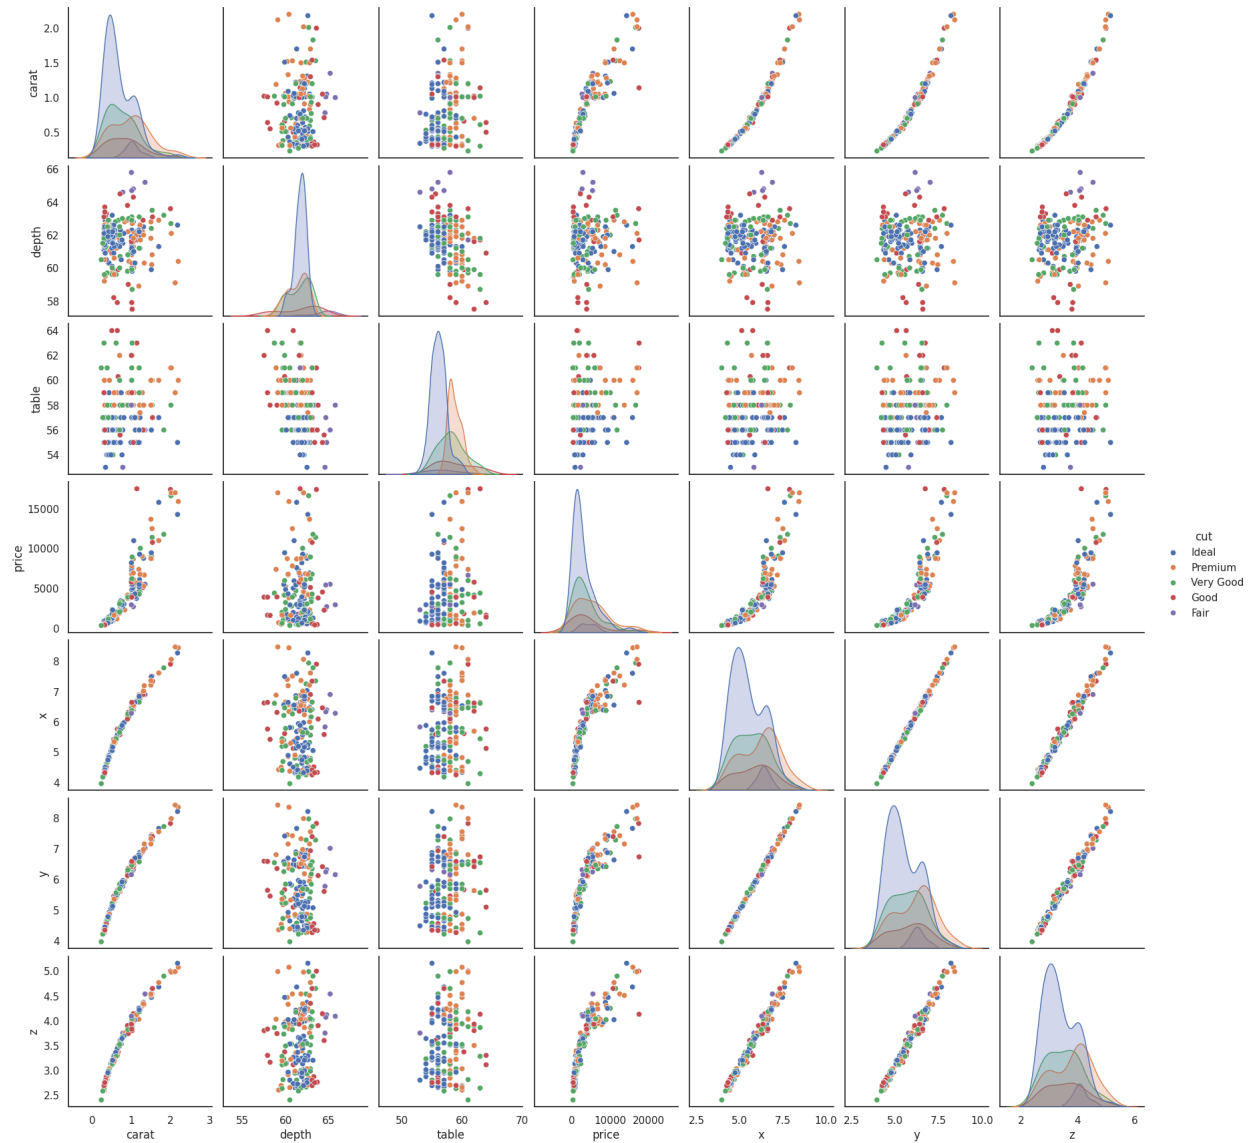 2.0
1.5
1.0
0.5
carat
66
64
62
60
58
depth
64
62
60
58
56
54
table
15000
10000
5000
0
price
8
7
6
5
4
x
8
7
6
5
4
y
5.0
4.5
4.0
3.5
3.0
2.5
z
0 1 2 3
carat
55 60 65
depth
50 60 70
table
0 10000 20000
price
2.5 5.0 7.5 10.0
x
2.5 5.0 7.5 10.0
y
2 4 6
z
cut
Ideal
Premium
Very Good
Good
Fair